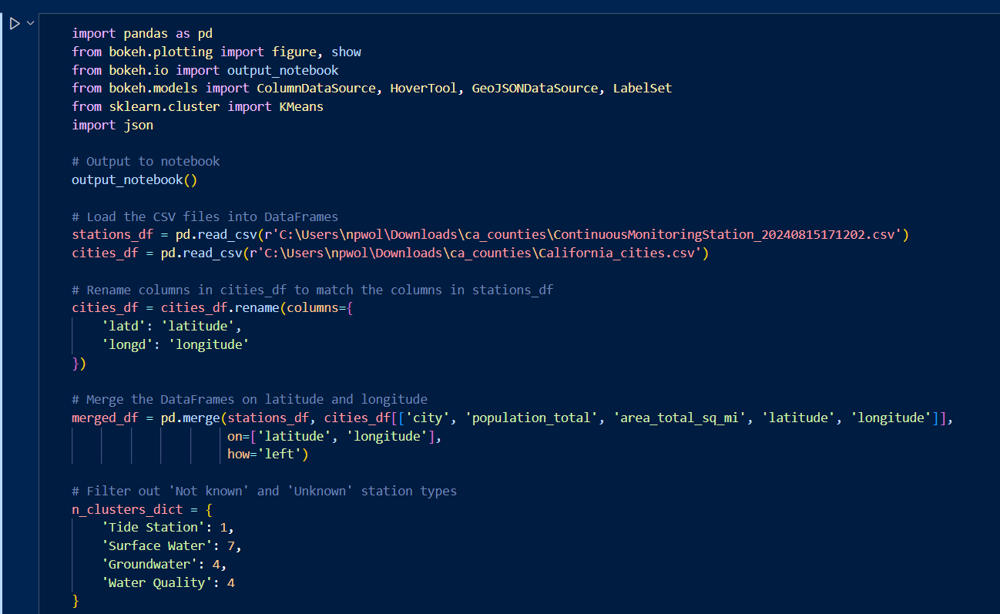 import pandas as pd
from bokeh.plotting import figure, show
from bokeh.io import output_notebook
from bokeh.models import ColumnDataSource, HoverTool, GeoJSONDataSource, LabelSet
from sklearn.cluster import KMeans
import json
# Output to notebook
output_notebook()
# Load the CSV files into DataFrames
stations_df = pd.read_csv(r'C:\Users\npwol\Downloads\ca_counties\ContinuousMonitoringStation_20240815171202.csv')
cities_df = pd.read_csv(r'C:\Users\npwol\Downloads\ca_counties\California_cities.csv')
# Rename columns in cities_df to match the columns in stations_df
cities_df = cities_df.rename(columns={
    'latd': 'latitude',
    'longd': 'longitude'
})
# Merge the DataFrames on latitude and longitude
merged_df = pd.merge(stations_df, cities_df[['city', 'population_total', 'area_total_sq_mi', 'latitude', 'longitude']],
                     on=['latitude', 'longitude'],
                     how='left')
# Filter out 'Not known' and 'Unknown' station types
n_clusters_dict = {
    'Tide Station': 1,
    'Surface Water': 7,
    'Groundwater': 4,
    'Water Quality': 4
}